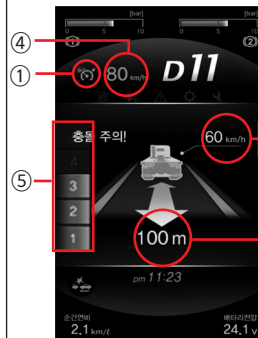 [bar] [bar]
0 5 10 0 5 10
④ (1) (2)
① 80 km/h D11
충돌 주의! 60 km/h
4
⑤ 3
2
1 100 m
pm 11:23
순간연비 배터리전압
2.1 km/ℓ 24.1 v